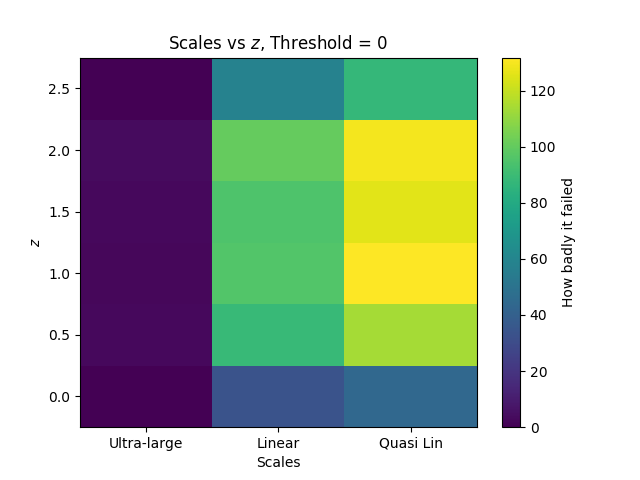 Scales vs z, Threshold = 0
2.5
2.0
1.5
1.0
0.5
0.0
z
Ultra-large Linear Quasi Lin
Scales
120
100
80
60
40
20
0
How badly it failed